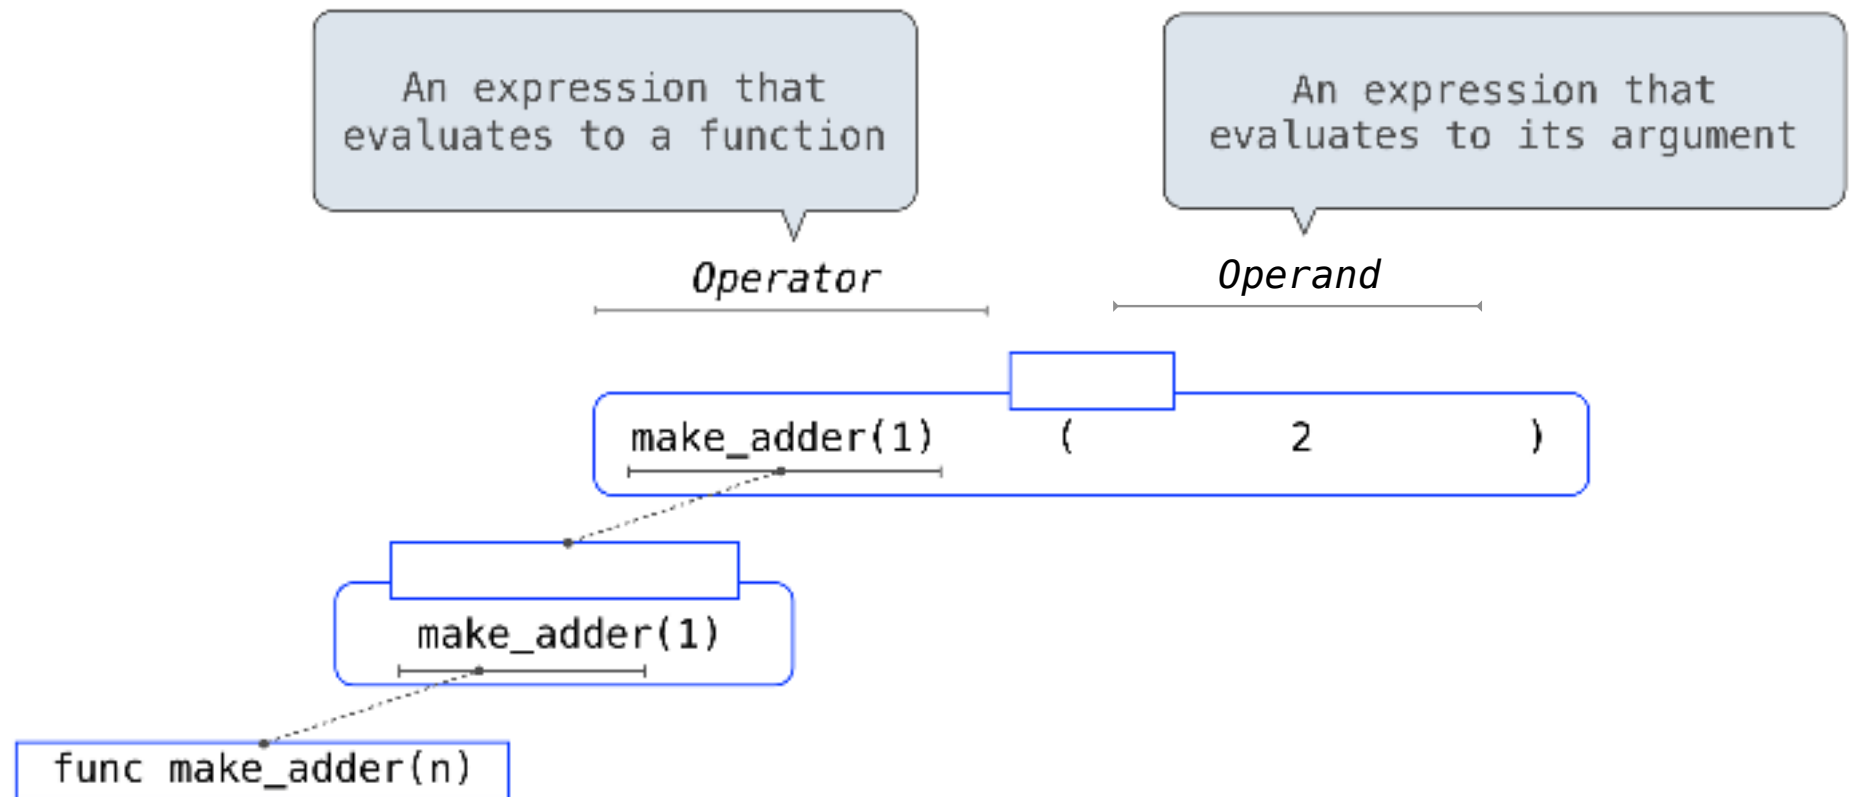 An expression that
evaluates to a function
An expression that
evaluates to its argument
Operator
Operand
make_adder(1) ( 2 )
make_adder(1)
func make_adder(n)